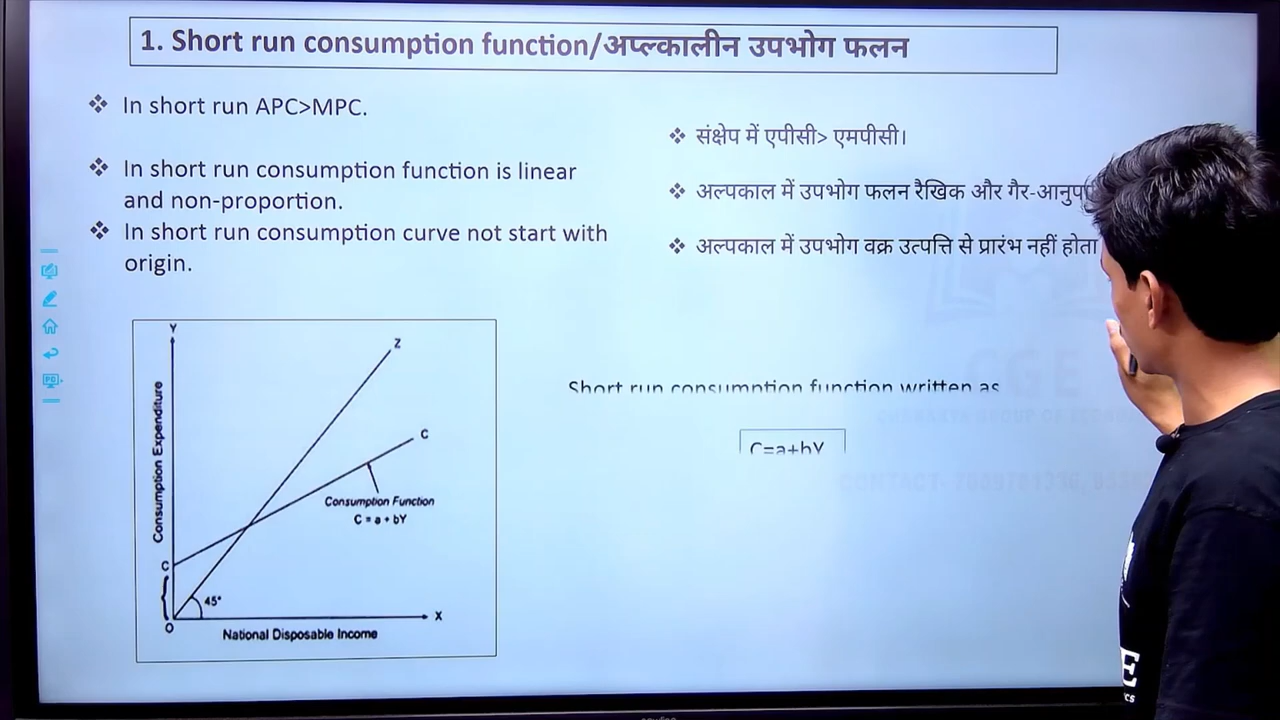 1. Short run consumption function/अप्ल्कालीन उपभोग फलन
❖ In short run APC>MPC.
❖ In short run consumption function is linear
and non-proportion.
❖ In short run consumption curve not start with
origin.
❖ संक्षेप में एपीसी> एमपीसी।
❖ अल्पकाल में उपभोग फलन रैखिक और
❖ अल्पकाल में उपभोग वक्र उत्पत्ति से प्रारंभ नहीं होता
Y
Z
C
Consumption Expenditure
Consumption Function
C = a + bY
C
45°
O
X
National Disposable Income
Short run consumption function written as
C=a+bY
CGE
E